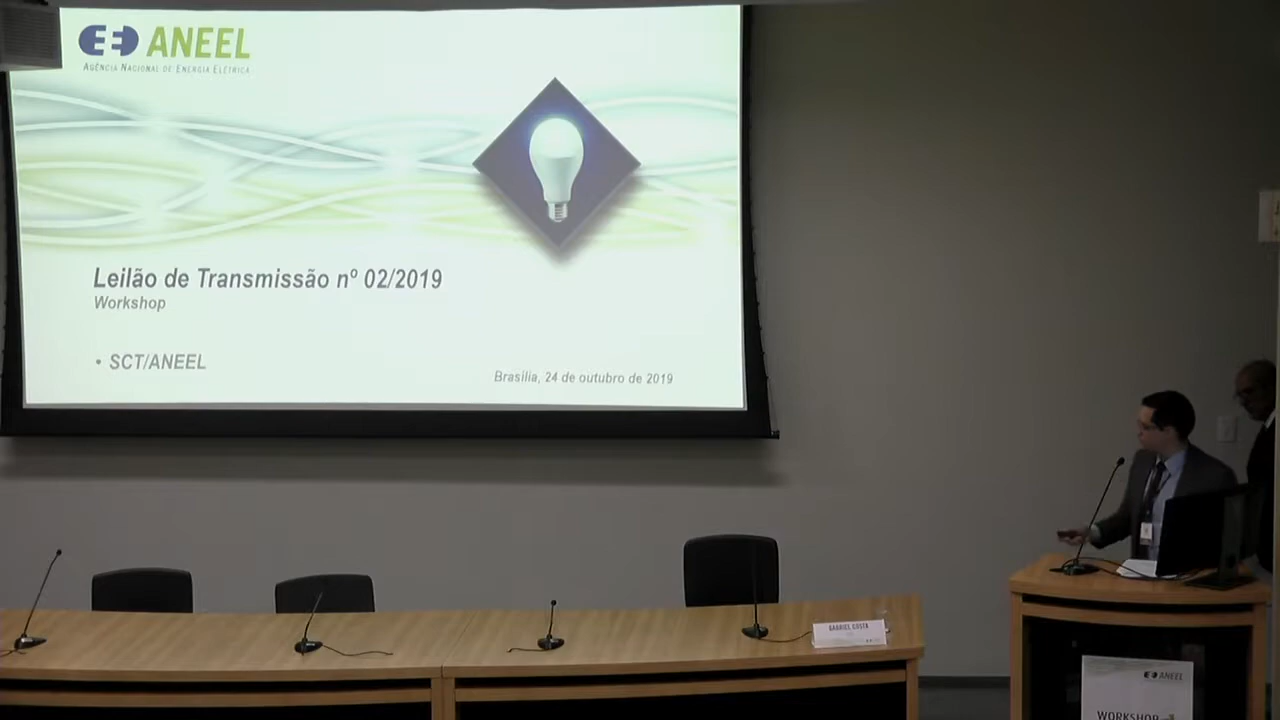 ANEEL
AGÊNCIA NACIONAL DE ENERGIA ELÉTRICA
Leilão de Transmissão nº 02/2019
Workshop
• SCT/ANEEL
Brasília, 24 de outubro de 2019
GABRIEL COSTA
ANEEL
WORKSHOP